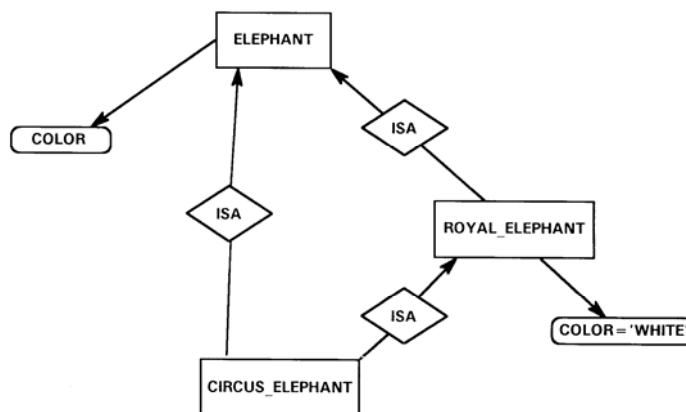 ELEPHANT
COLOR
ISA
ISA
ROYAL_ELEPHANT
ISA
COLOR='WHITE'
CIRCUS_ELEPHANT